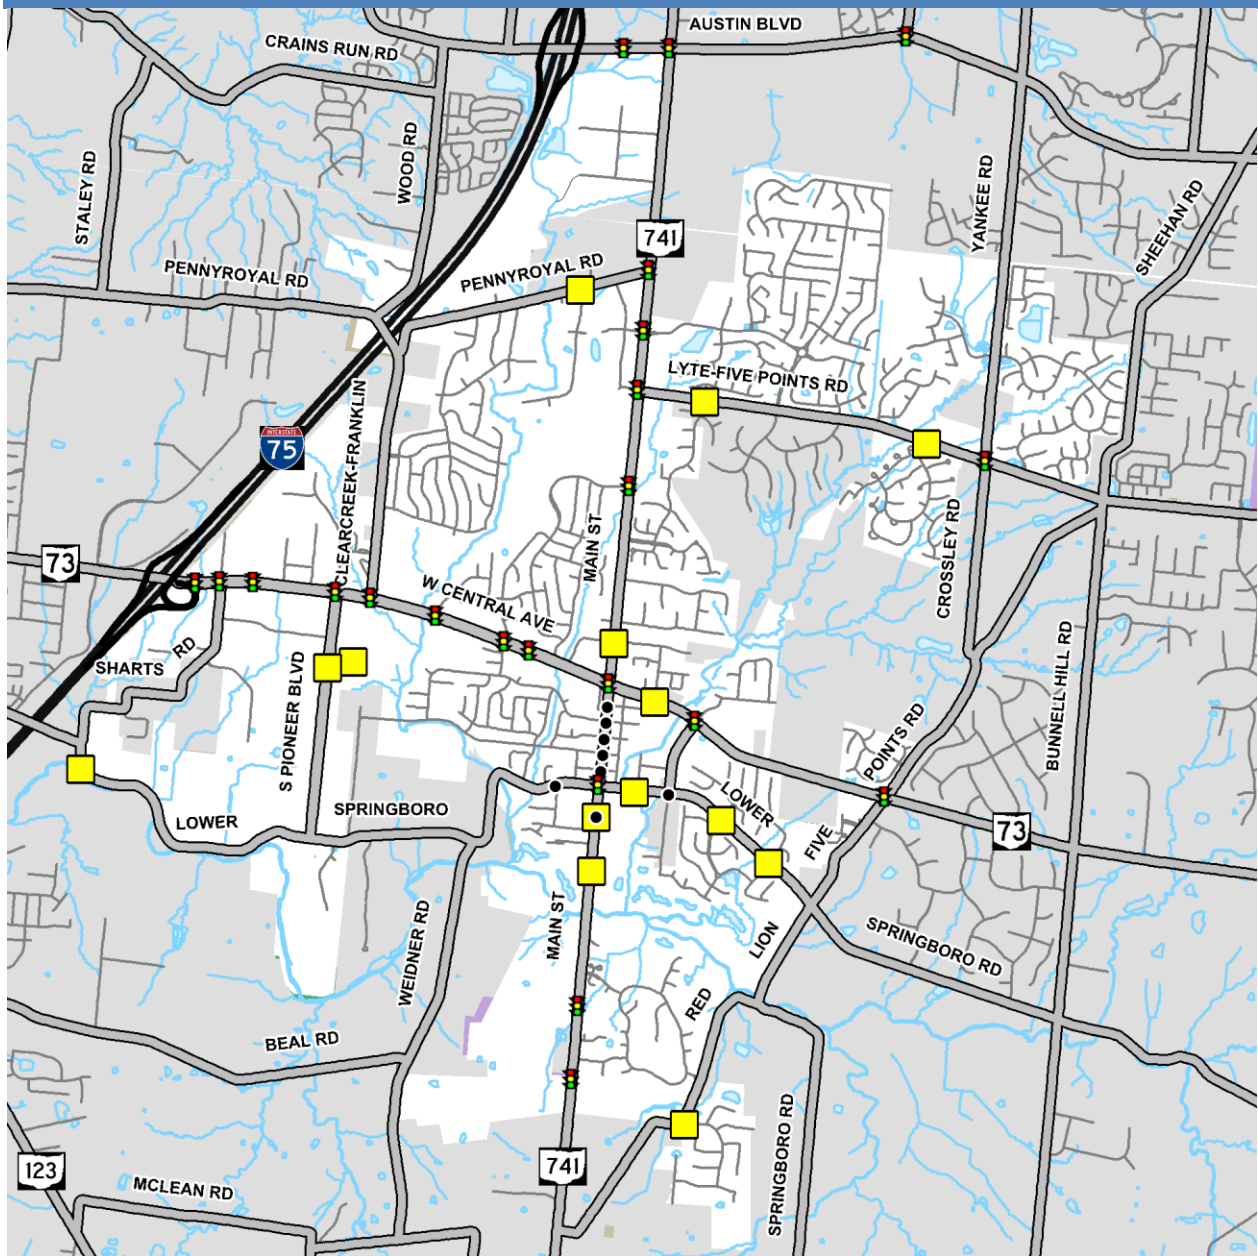 AUSTIN BLVD
CRAINS RUN RD
WOOD RD
STALEY RD
YANKEE RD
SHEEHAN RD
741
PENNYROYAL RD
PENNYROYAL RD
LYTE-FIVE POINTS RD
CLEARCREEK-FRANKLIN
INTERSTATE
75
MAIN ST
CROSSLEY RD
73
W CENTRAL AVE
SHARTS RD
S PIONEER BLVD
BUNNELL HILL RD
FIVE POINTS RD
LOWER SPRINGBORO
LOWER
73
SPRINGBORO RD
MAIN ST
WEIDNER RD
RED LION
BEAL RD
SPRINGBORO RD
123
741
MCLEAN RD